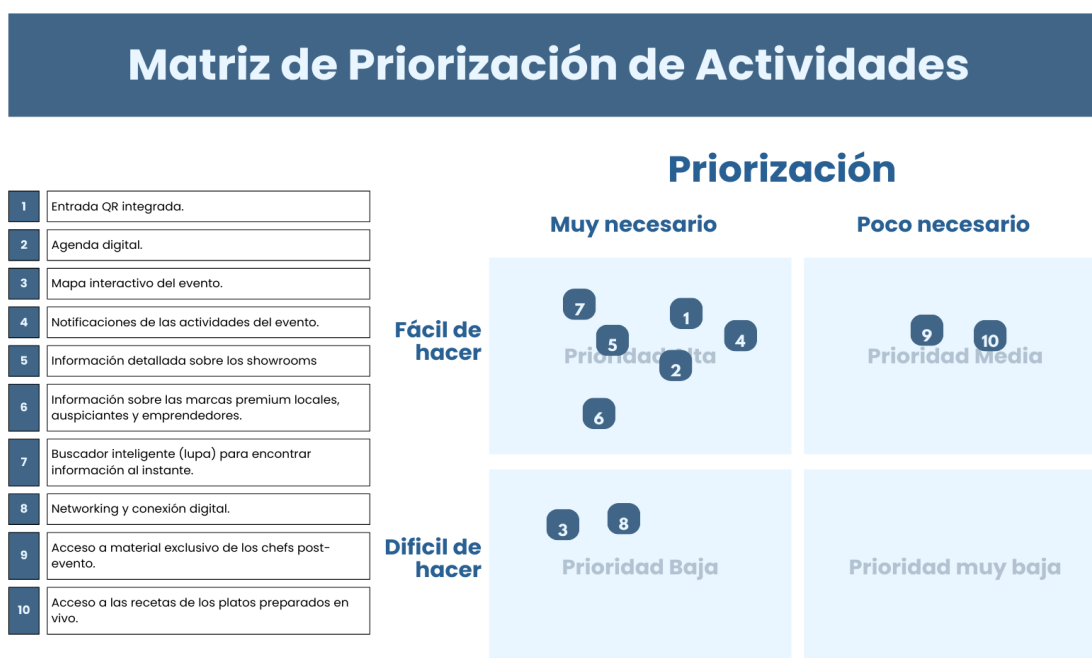 Matriz de Priorización de Actividades
Priorización
Muy necesario
Poco necesario
1
Entrada QR integrada.
2
Agenda digital.
3
Mapa interactivo del evento.
4
Notificaciones de las actividades del evento.
5
Información detallada sobre los showrooms
6
Información sobre las marcas premium locales,
auspiciantes y emprendedores.
7
Buscador inteligente (lupa) para encontrar
información al instante.
8
Networking y conexión digital.
9
Acceso a material exclusivo de los chefs post-
evento.
10
Acceso a las recetas de los platos preparados en
vivo.
Fácil de
hacer
7
1
5
4
Prioridad Alta
2
6
9
10
Prioridad Media
Dificil de
hacer
3
8
Prioridad Baja
Prioridad muy baja